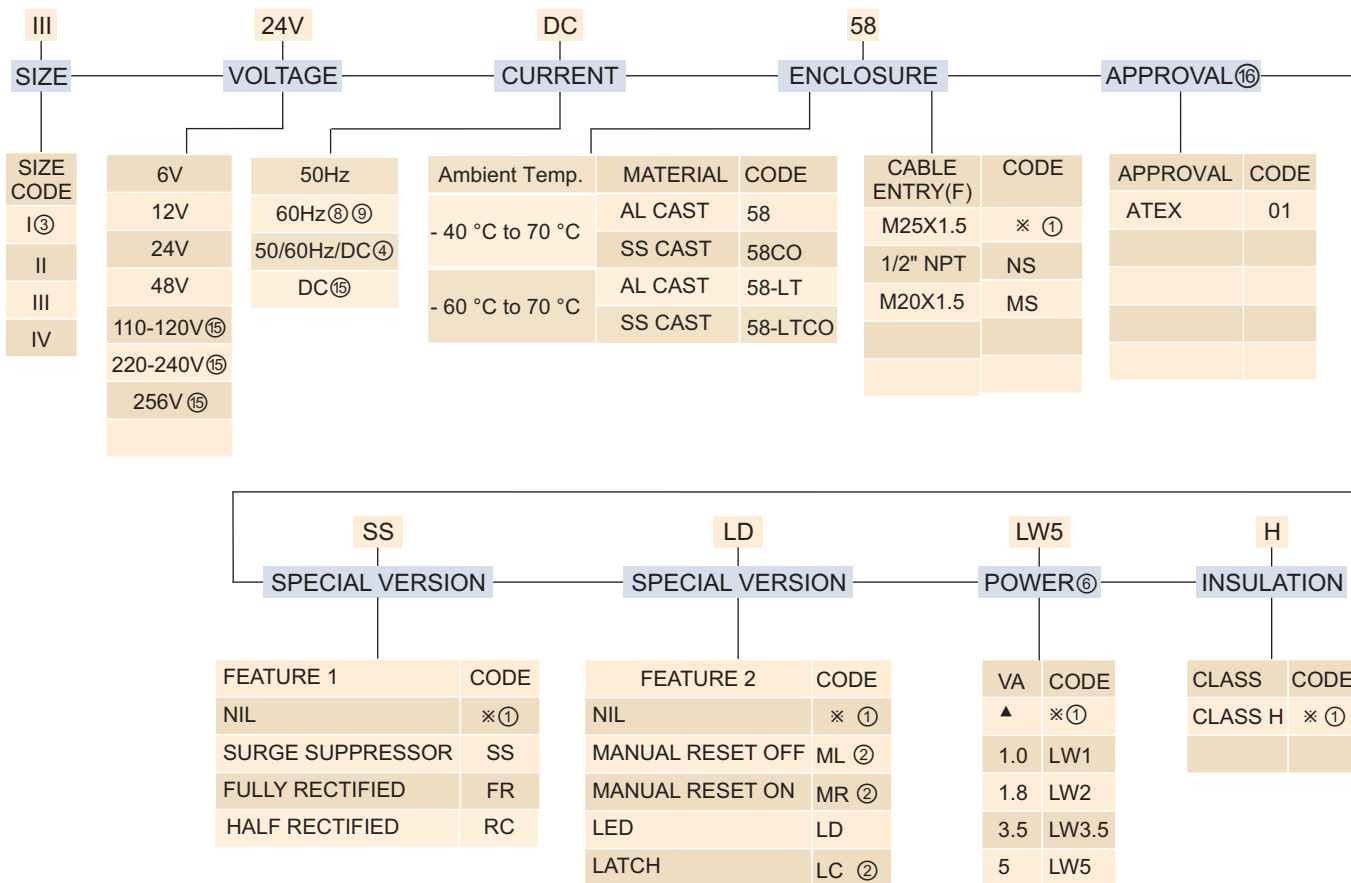 III 24V DC 58
SIZE VOLTAGE CURRENT ENCLOSURE APPROVAL⑯
SIZE CODE
I③
II
III
IV
6V
12V
24V
48V
110-120V⑮
220-240V⑮
256V⑮
50Hz
60Hz⑧⑨
50/60Hz/DC④
DC⑮
Ambient Temp. MATERIAL CODE
- 40 °C to 70 °C AL CAST 58
SS CAST 58CO
- 60 °C to 70 °C AL CAST 58-LT
SS CAST 58-LTCO
CABLE ENTRY(F) CODE
M25X1.5 ※ ①
1/2" NPT NS
M20X1.5 MS
APPROVAL CODE
ATEX 01
SS LD LW5 H
SPECIAL VERSION SPECIAL VERSION POWER⑥ INSULATION
FEATURE 1 CODE
NIL ※①
SURGE SUPPRESSOR SS
FULLY RECTIFIED FR
HALF RECTIFIED RC
FEATURE 2 CODE
NIL ※ ①
MANUAL RESET OFF ML ②
MANUAL RESET ON MR ②
LED LD
LATCH LC ②
VA CODE
▲ ※①
1.0 LW1
1.8 LW2
3.5 LW3.5
5 LW5
CLASS CODE
CLASS H ※ ①